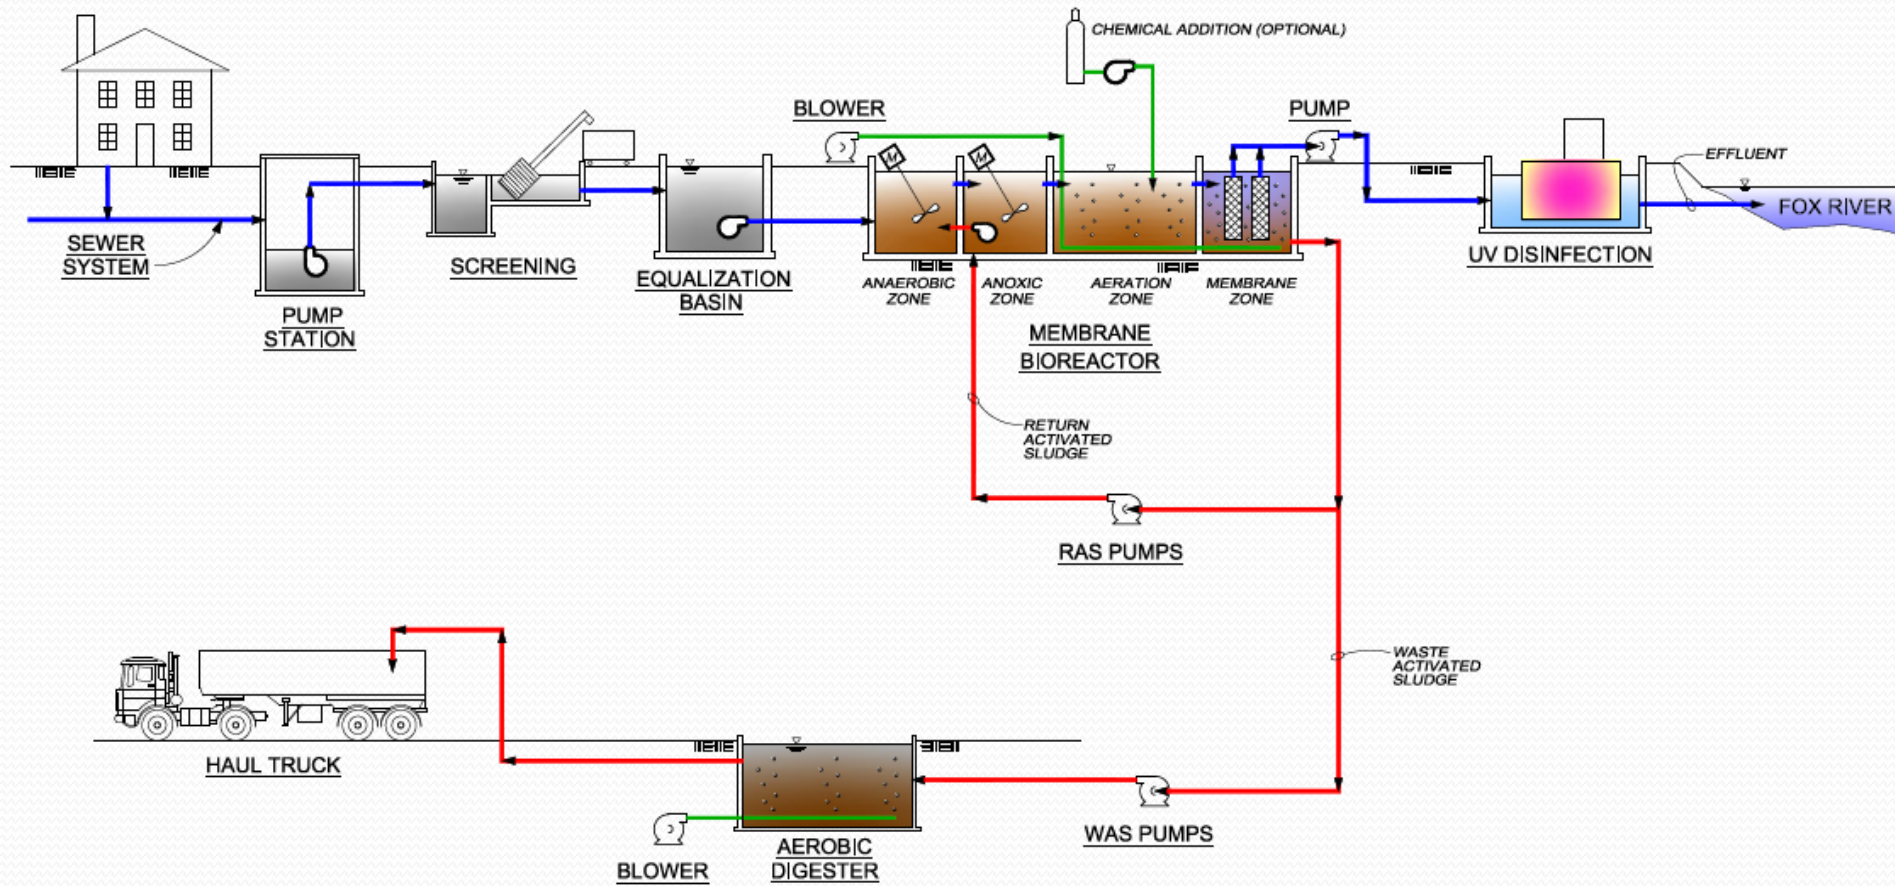 CHEMICAL ADDITION (OPTIONAL)
BLOWER
PUMP
EFFLUENT
FOX RIVER
SEWER
SYSTEM
PUMP
STATION
SCREENING
EQUALIZATION
BASIN
ANAEROBIC
ZONE
ANOXIC
ZONE
AERATION
ZONE
MEMBRANE
ZONE
MEMBRANE
BIOREACTOR
UV DISINFECTION
RETURN
ACTIVATED
SLUDGE
RAS PUMPS
WASTE
ACTIVATED
SLUDGE
HAUL TRUCK
WAS PUMPS
AEROBIC
DIGESTER
BLOWER